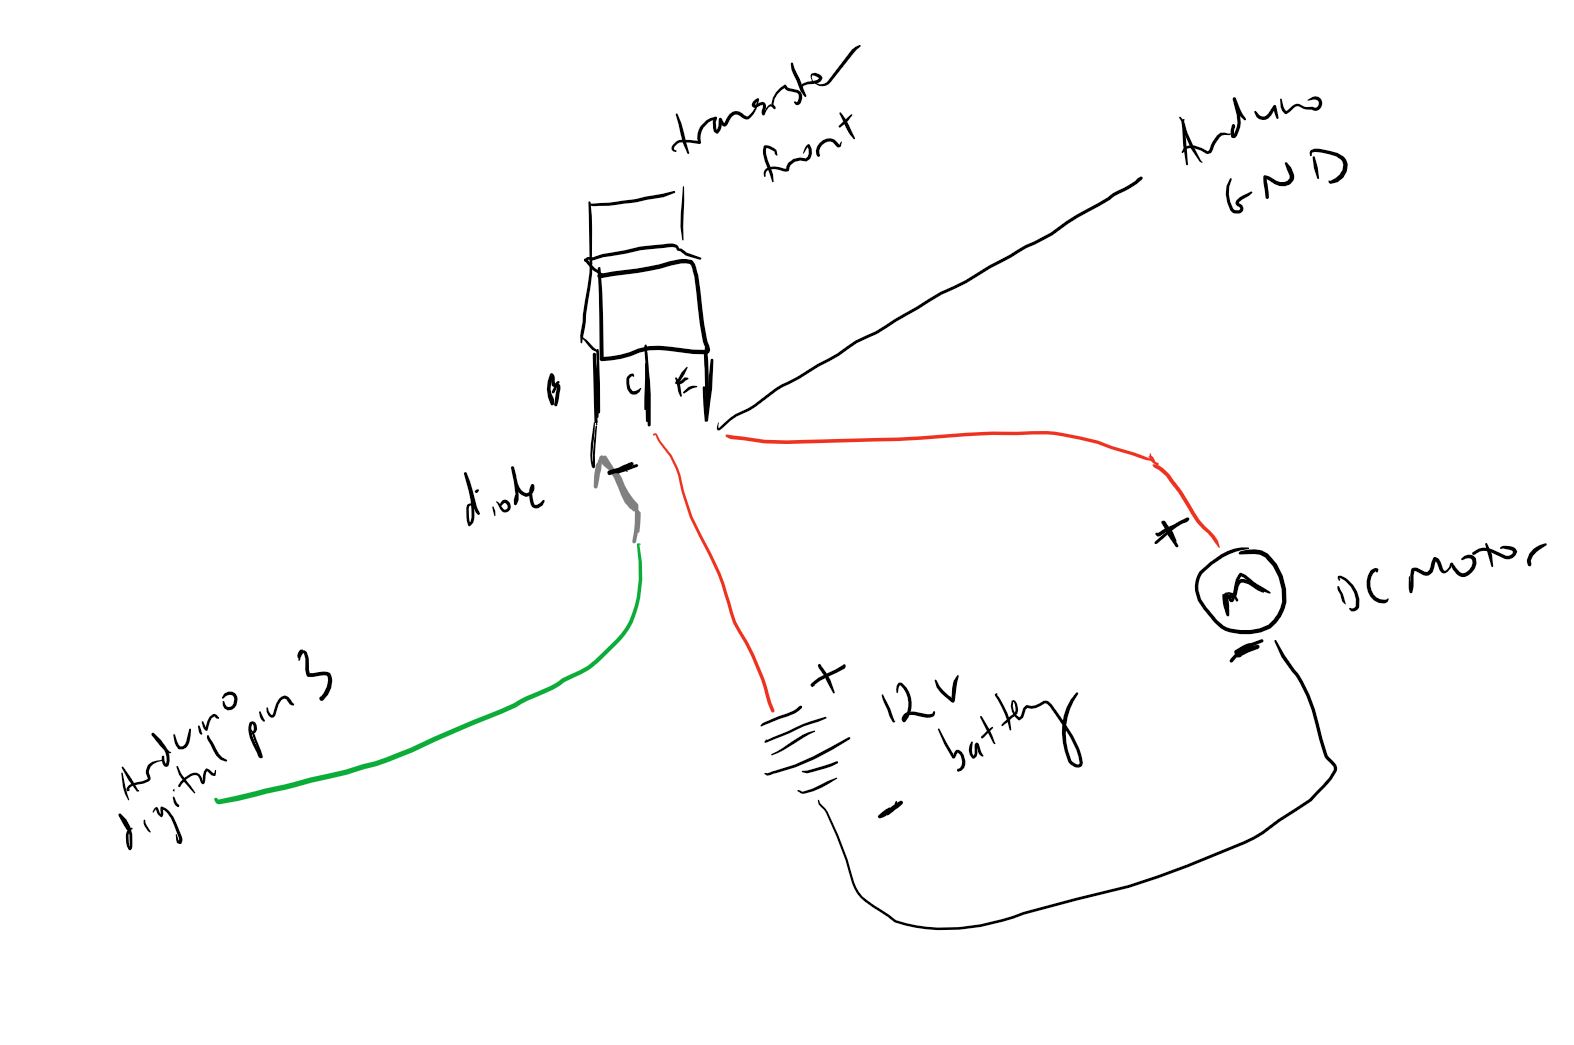 transistor
front
Arduino
GND
B C E
diode
+
DC Motor
M
-
Arduino
digital pin 3
+
12V
battery
-